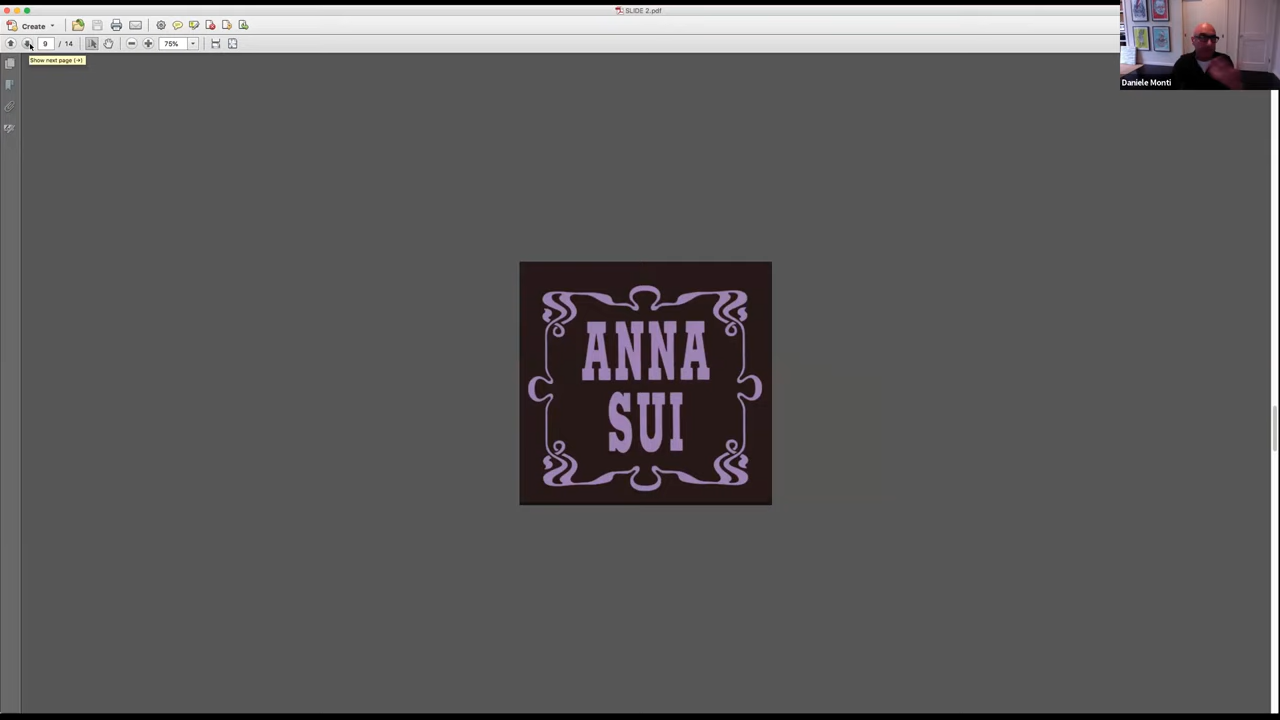 SLIDE 2.pdf
Create
9 / 14
75%
Show next page (→)
Daniele Monti
ANNA
SUI